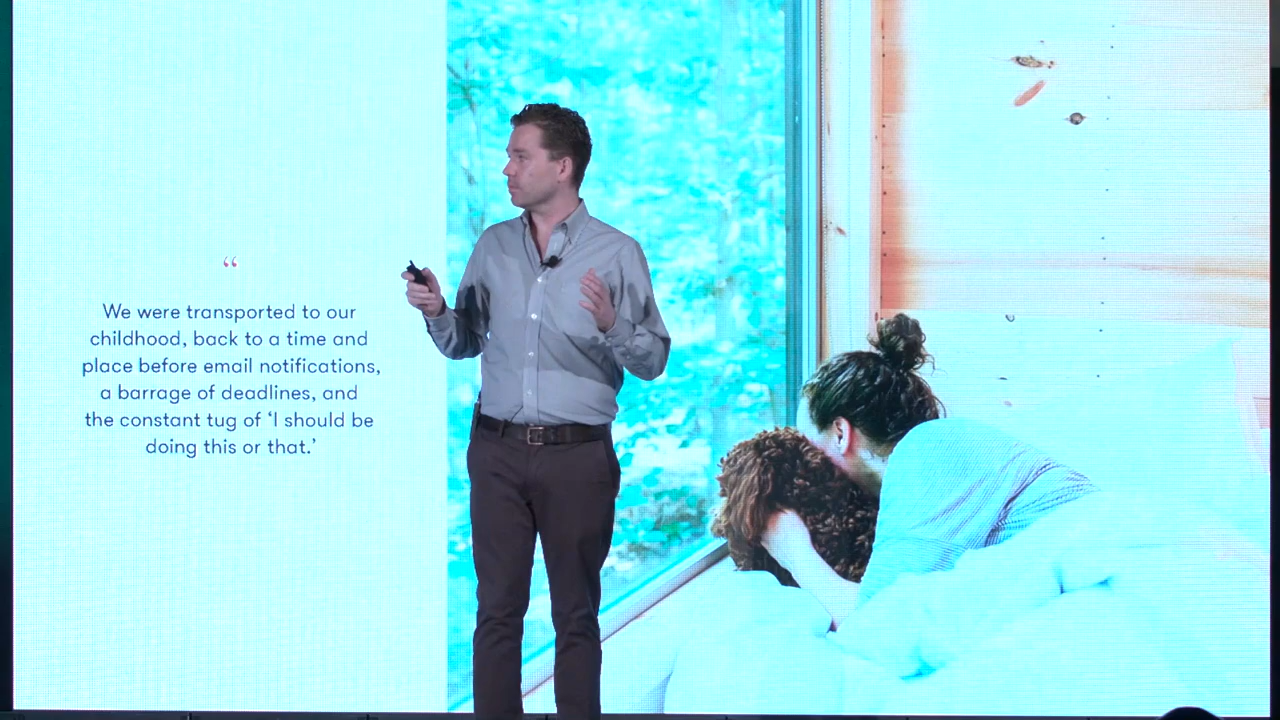 “
We were transported to our
childhood, back to a time and
place before email notifications,
a barrage of deadlines, and
the constant tug of ‘I should be
doing this or that.’